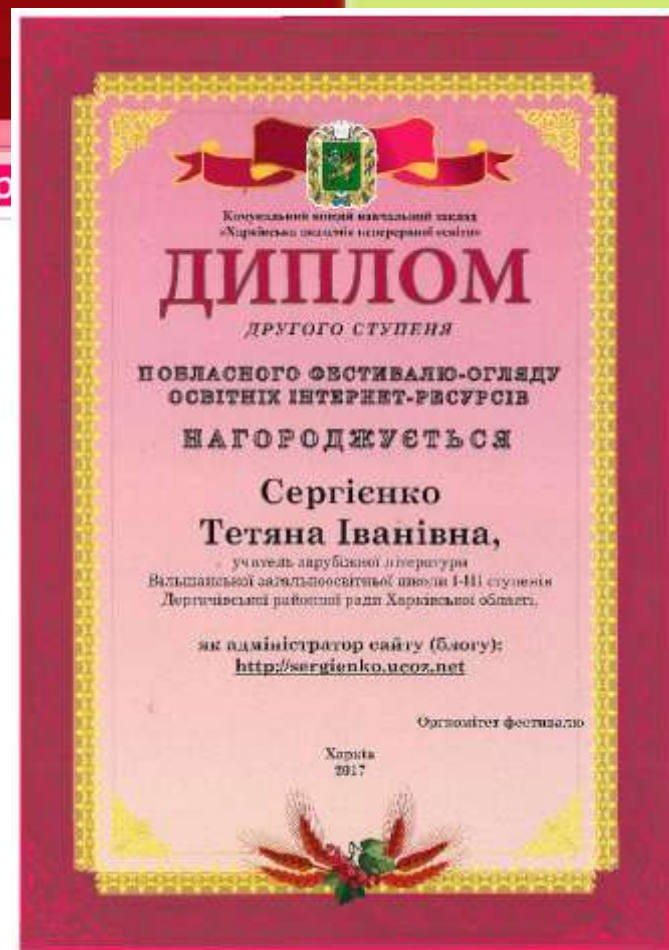 Комунальний вищий навчальний заклад
«Харківська академія неперервної освіти»
ДИПЛОМ
ДРУГОГО СТУПЕНЯ
ІІ ОБЛАСНОГО ФЕСТИВАЛЮ-ОГЛЯДУ
ОСВІТНІХ ІНТЕРНЕТ-РЕСУРСІВ
НАГОРОДЖУЄТЬСЯ
Сергієнко
Тетяна Іванівна,
учитель зарубіжної літератури
загальноосвітньої школи І-ІІІ ступенів
Дергачівської районної ради Харківської області,
як адміністратор сайту (блогу):
http://sergienko.ucoz.net
Оргкомітет фестивалю
Харків
2017